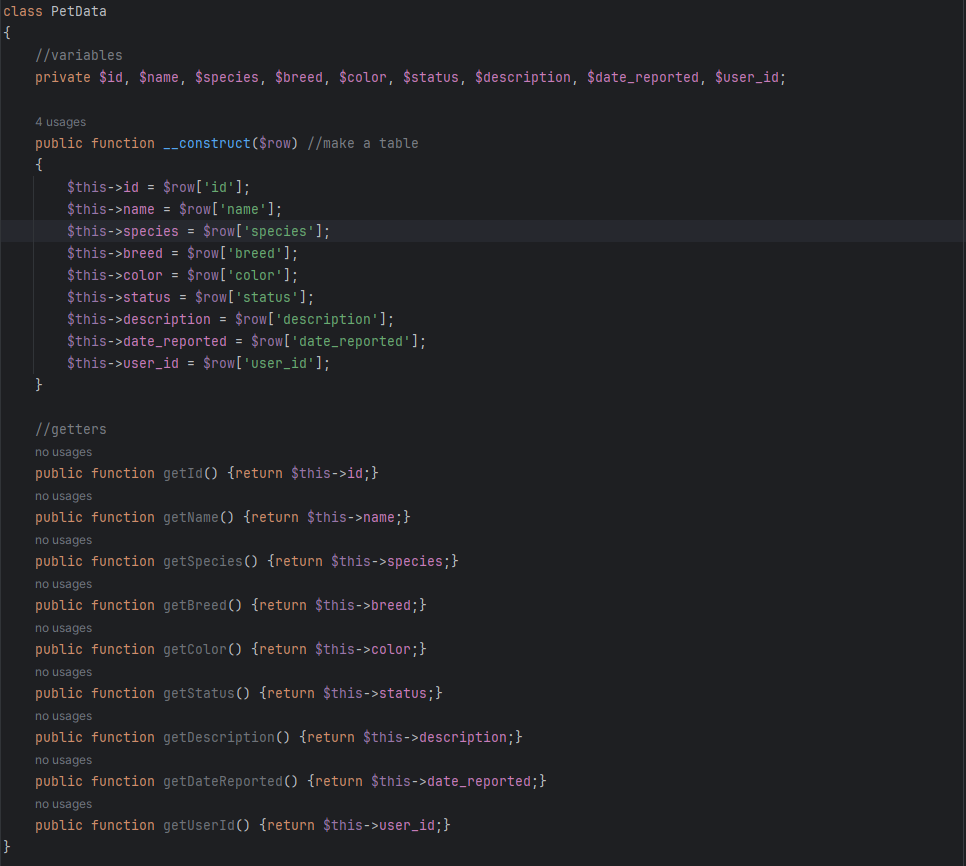 class PetData
{
//variables
private $id, $name, $species, $breed, $color, $status, $description, $date_reported, $user_id;
4 usages
public function __construct($row) //make a table
{
$this->id = $row['id'];
$this->name = $row['name'];
$this->species = $row['species'];
$this->breed = $row['breed'];
$this->color = $row['color'];
$this->status = $row['status'];
$this->description = $row['description'];
$this->date_reported = $row['date_reported'];
$this->user_id = $row['user_id'];
}
//getters
no usages
public function getId() {return $this->id;}
no usages
public function getName() {return $this->name;}
no usages
public function getSpecies() {return $this->species;}
no usages
public function getBreed() {return $this->breed;}
no usages
public function getColor() {return $this->color;}
no usages
public function getStatus() {return $this->status;}
no usages
public function getDescription() {return $this->description;}
no usages
public function getDateReported() {return $this->date_reported;}
no usages
public function getUserId() {return $this->user_id;}
}